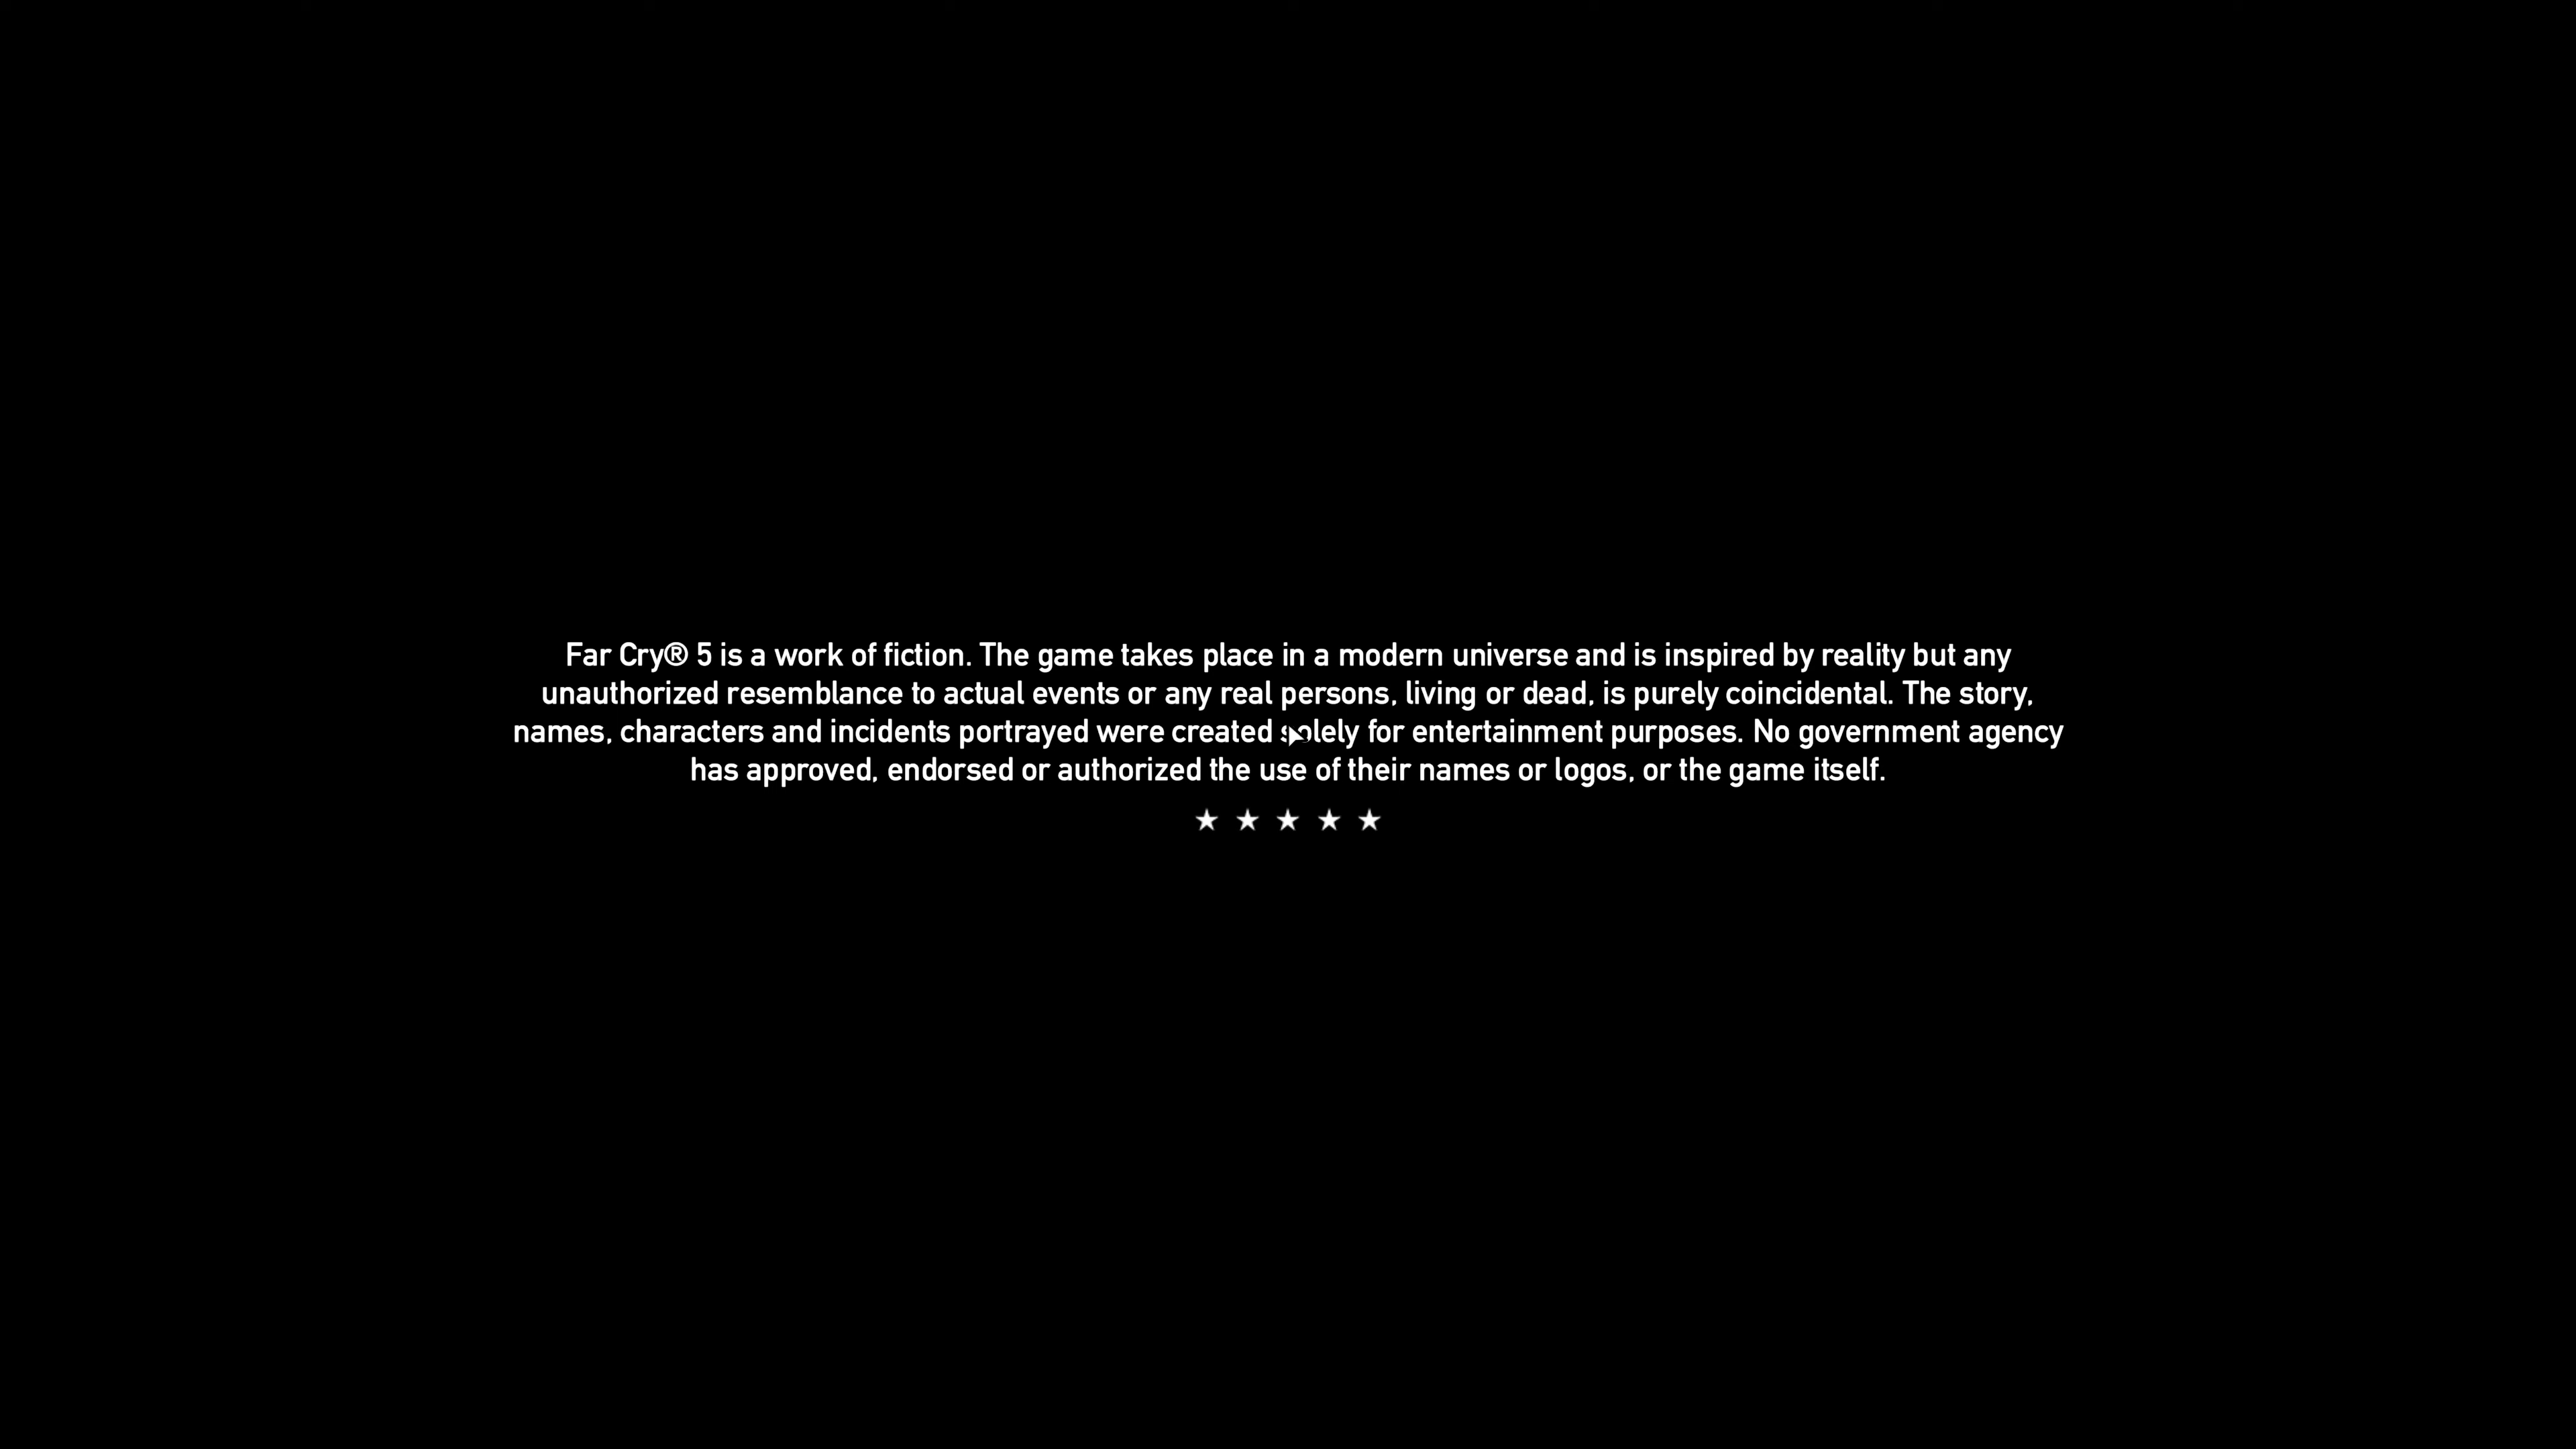 Far Cry® 5 is a work of fiction. The game takes place in a modern universe and is inspired by reality but any
unauthorized resemblance to actual events or any real persons, living or dead, is purely coincidental. The story,
names, characters and incidents portrayed were created solely for entertainment purposes. No government agency
has approved, endorsed or authorized the use of their names or logos, or the game itself.
★ ★ ★ ★ ★